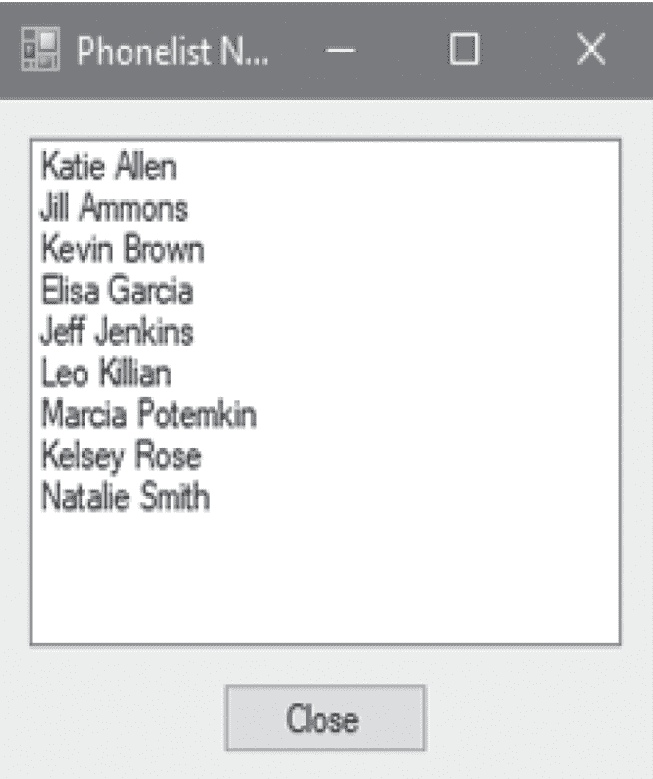 Phonelist N...
Katie Allen
Jill Ammons
Kevin Brown
Elisa Garcia
Jeff Jenkins
Leo Killian
Marcia Potemkin
Kelsey Rose
Natalie Smith
Close